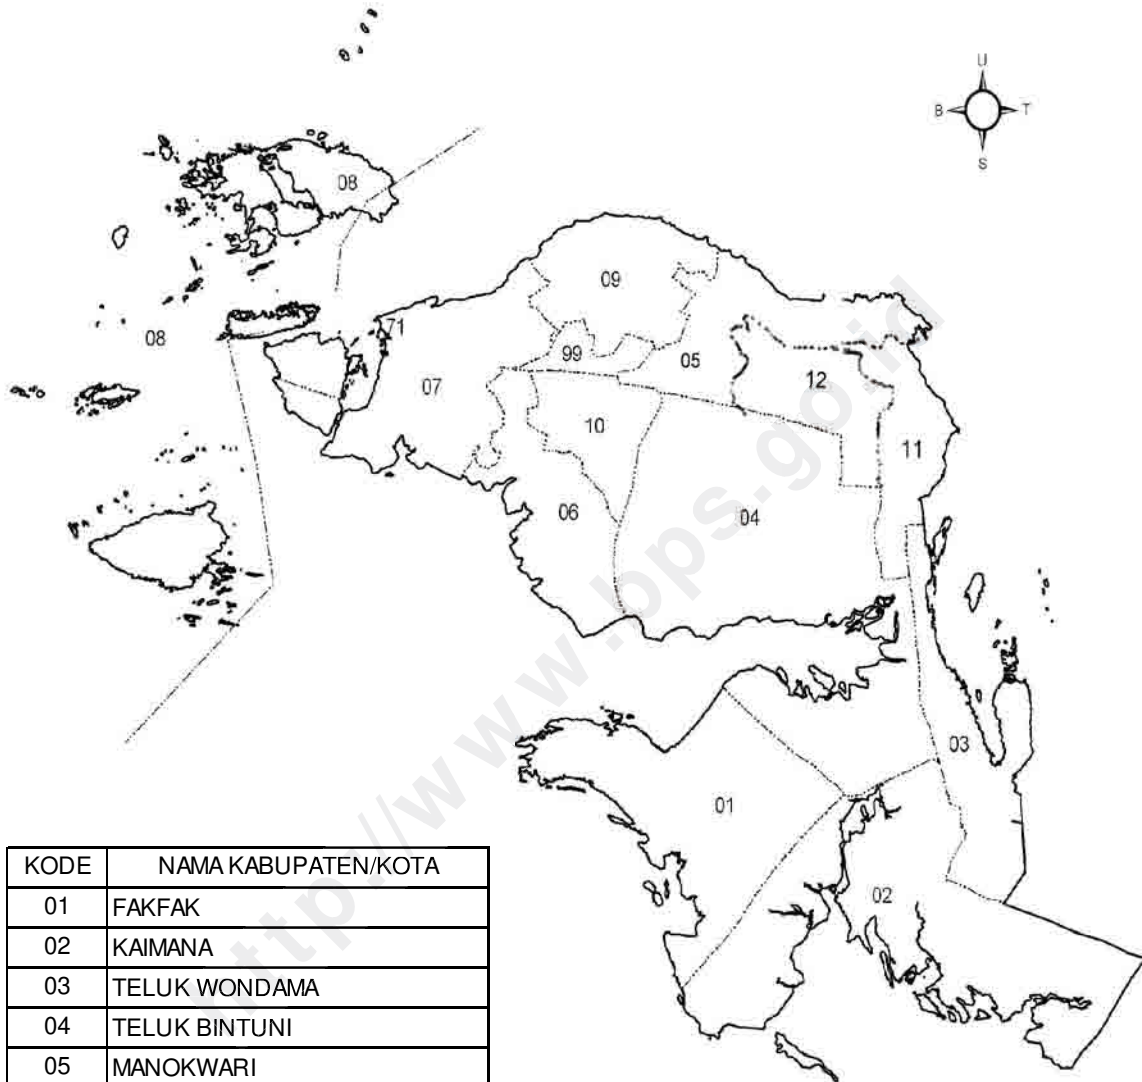 U
B T
S
08
09
08
71
99
05
07
12
10
11
06
04
03
01
02
http://www.bps.go.id
KODE NAMA KABUPATEN/KOTA
01 FAKFAK
02 KAIMANA
03 TELUK WONDAMA
04 TELUK BINTUNI
05 MANOKWARI